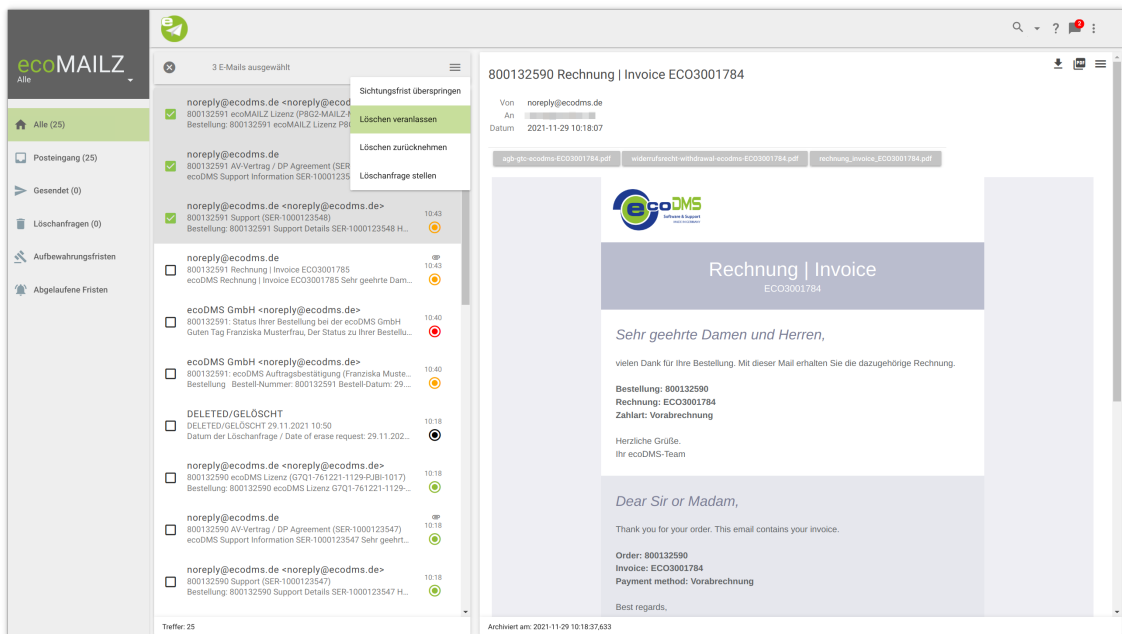 e
2
?
ecoMAILZ
Alle
Alle (25)
Posteingang (25)
Gesendet (0)
Löschanfragen (0)
Aufbewahrungsfristen
Abgelaufene Fristen
3 E-Mails ausgewählt
Sichtungsfrist überspringen
Löschen veranlassen
Löschen zurücknehmen
Löschanfrage stellen
noreply@ecodms.de <noreply@ecod
800132591 ecoMAILZ Lizenz (P8G2-MAILZ-
Bestellung: 800132591 ecoMAILZ Lizenz P8
noreply@ecodms.de
800132591 AV-Vertrag / DP Agreement (SER
ecoDMS Support Information SER-10001235
noreply@ecodms.de <noreply@ecodms.de>
800132591 Support (SER-1000123548)
Bestellung: 800132591 Support Details SER-1000123548 H...
10:43
noreply@ecodms.de
800132591 Rechnung | Invoice ECO3001785
ecoDMS Rechnung | Invoice ECO3001785 Sehr geehrte Dam...
10:43
ecoDMS GmbH <noreply@ecodms.de>
800132591: Status Ihrer Bestellung bei der ecoDMS GmbH
Guten Tag Franziska Musterfrau, Der Status zu Ihrer Bestellu...
10:40
ecoDMS GmbH <noreply@ecodms.de>
800132591: ecoDMS Auftragsbestätigung (Franziska Muste...
Bestellung Bestell-Nummer: 800132591 Bestell-Datum: 29....
10:40
DELETED/GELÖSCHT
DELETED/GELÖSCHT 29.11.2021 10:50
Datum der Löschanfrage / Date of erase request: 29.11.202...
10:18
noreply@ecodms.de <noreply@ecodms.de>
800132590 ecoDMS Lizenz (G7Q1-761221-1129-PJBI-1017)
Bestellung: 800132590 ecoDMS Lizenz G7Q1-761221-1129-...
10:18
noreply@ecodms.de
800132590 AV-Vertrag / DP Agreement (SER-1000123547)
ecoDMS Support Information SER-1000123547 Sehr geehrt...
10:18
noreply@ecodms.de <noreply@ecodms.de>
800132590 Support (SER-1000123547)
Bestellung: 800132590 Support Details SER-1000123547 H...
10:18
Treffer: 25
800132590 Rechnung | Invoice ECO3001784
PDF
Von noreply@ecodms.de
An
Datum 2021-11-29 10:18:07
agb-gtc-ecodms-ECO3001784.pdf
widerrufsrecht-withdrawal-ecodms-ECO3001784.pdf
rechnung_invoice_ECO3001784.pdf
ecoDMS
Software & Support
Rechnung | Invoice
ECO3001784
Sehr geehrte Damen und Herren,
vielen Dank für Ihre Bestellung. Mit dieser Mail erhalten Sie die dazugehörige Rechnung.
Bestellung: 800132590
Rechnung: ECO3001784
Zahlart: Vorabrechnung
Herzliche Grüße.
Ihr ecoDMS-Team
Dear Sir or Madam,
Thank you for your order. This email contains your invoice.
Order: 800132590
Invoice: ECO3001784
Payment method: Vorabrechnung
Best regards,
Archiviert am: 2021-11-29 10:18:37,633